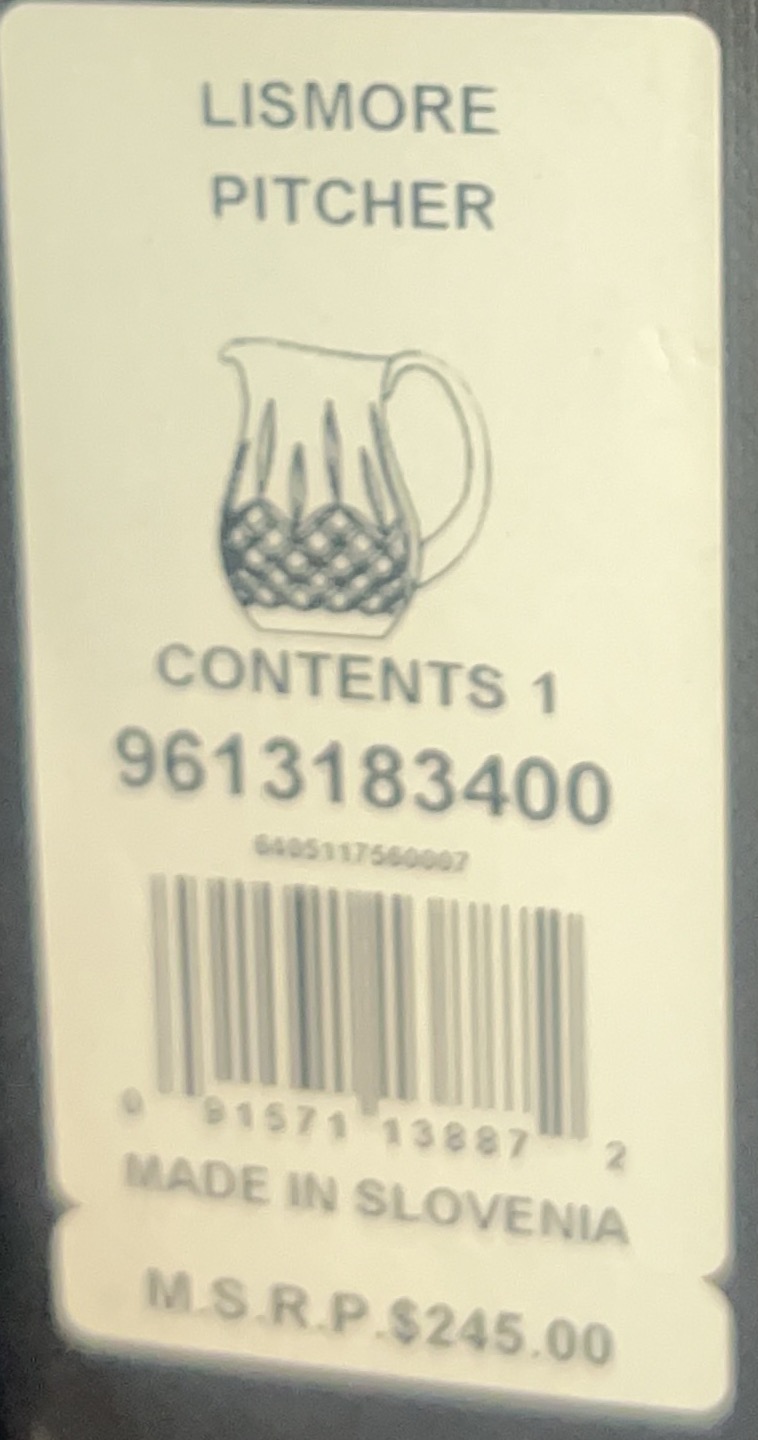 LISMORE
PITCHER
CONTENTS 1
9613183400
0 91571 13887 2
MADE IN SLOVENIA
M.S.R.P.$245.00